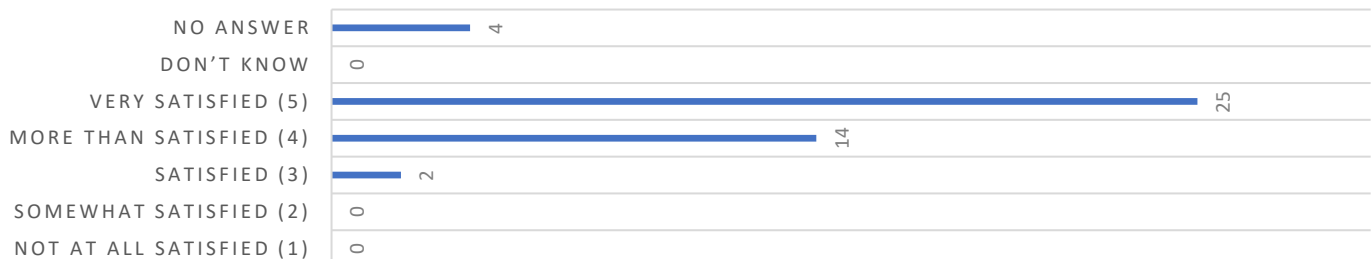 NO ANSWER 4
DON'T KNOW 0
VERY SATISFIED (5) 25
MORE THAN SATISFIED (4) 14
SATISFIED (3) 2
SOMEWHAT SATISFIED (2) 0
NOT AT ALL SATISFIED (1) 0